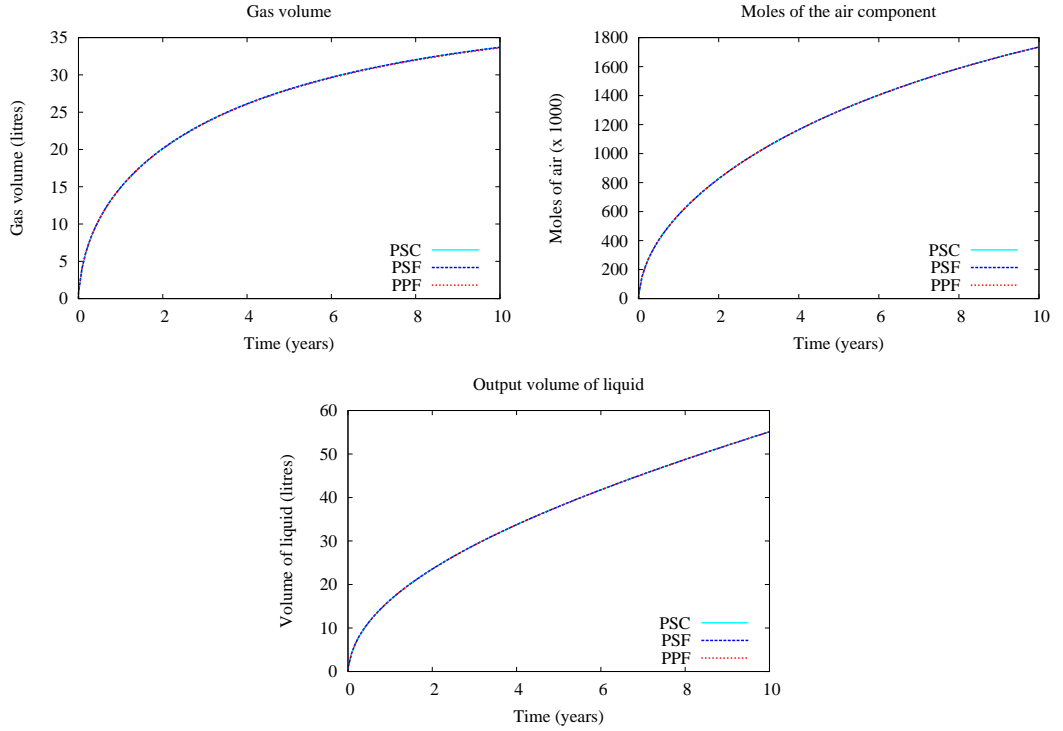 Gas volume
Gas volume (litres)
35
30
25
20
15
10
5
0
PSC
PSF
PPF
0 2 4 6 8 10
Time (years)
Moles of the air component
Moles of air (x 1000)
1800
1600
1400
1200
1000
800
600
400
200
0
PSC
PSF
PPF
0 2 4 6 8 10
Time (years)
Output volume of liquid
Volume of liquid (litres)
60
50
40
30
20
10
0
PSC
PSF
PPF
0 2 4 6 8 10
Time (years)